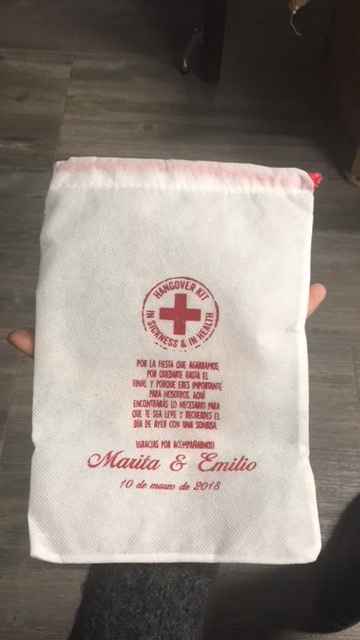 HANGOVER KIT
IN SICKNESS & IN HEALTH
POR LA FIESTA QUE AGARRAMOS,
POR QUEDARTE HASTA EL
FINAL Y PORQUE ERES IMPORTANTE
PARA NOSOTROS, AQUÍ
ENCONTRARÁS LO NECESARIO PARA
QUE TE SEA LEVE Y RECUERDES EL
DÍA DE AYER CON UNA SONRISA.
¡GRACIAS POR ACOMPAÑARNOS!
Marita & Emilio
10 de marzo de 2018